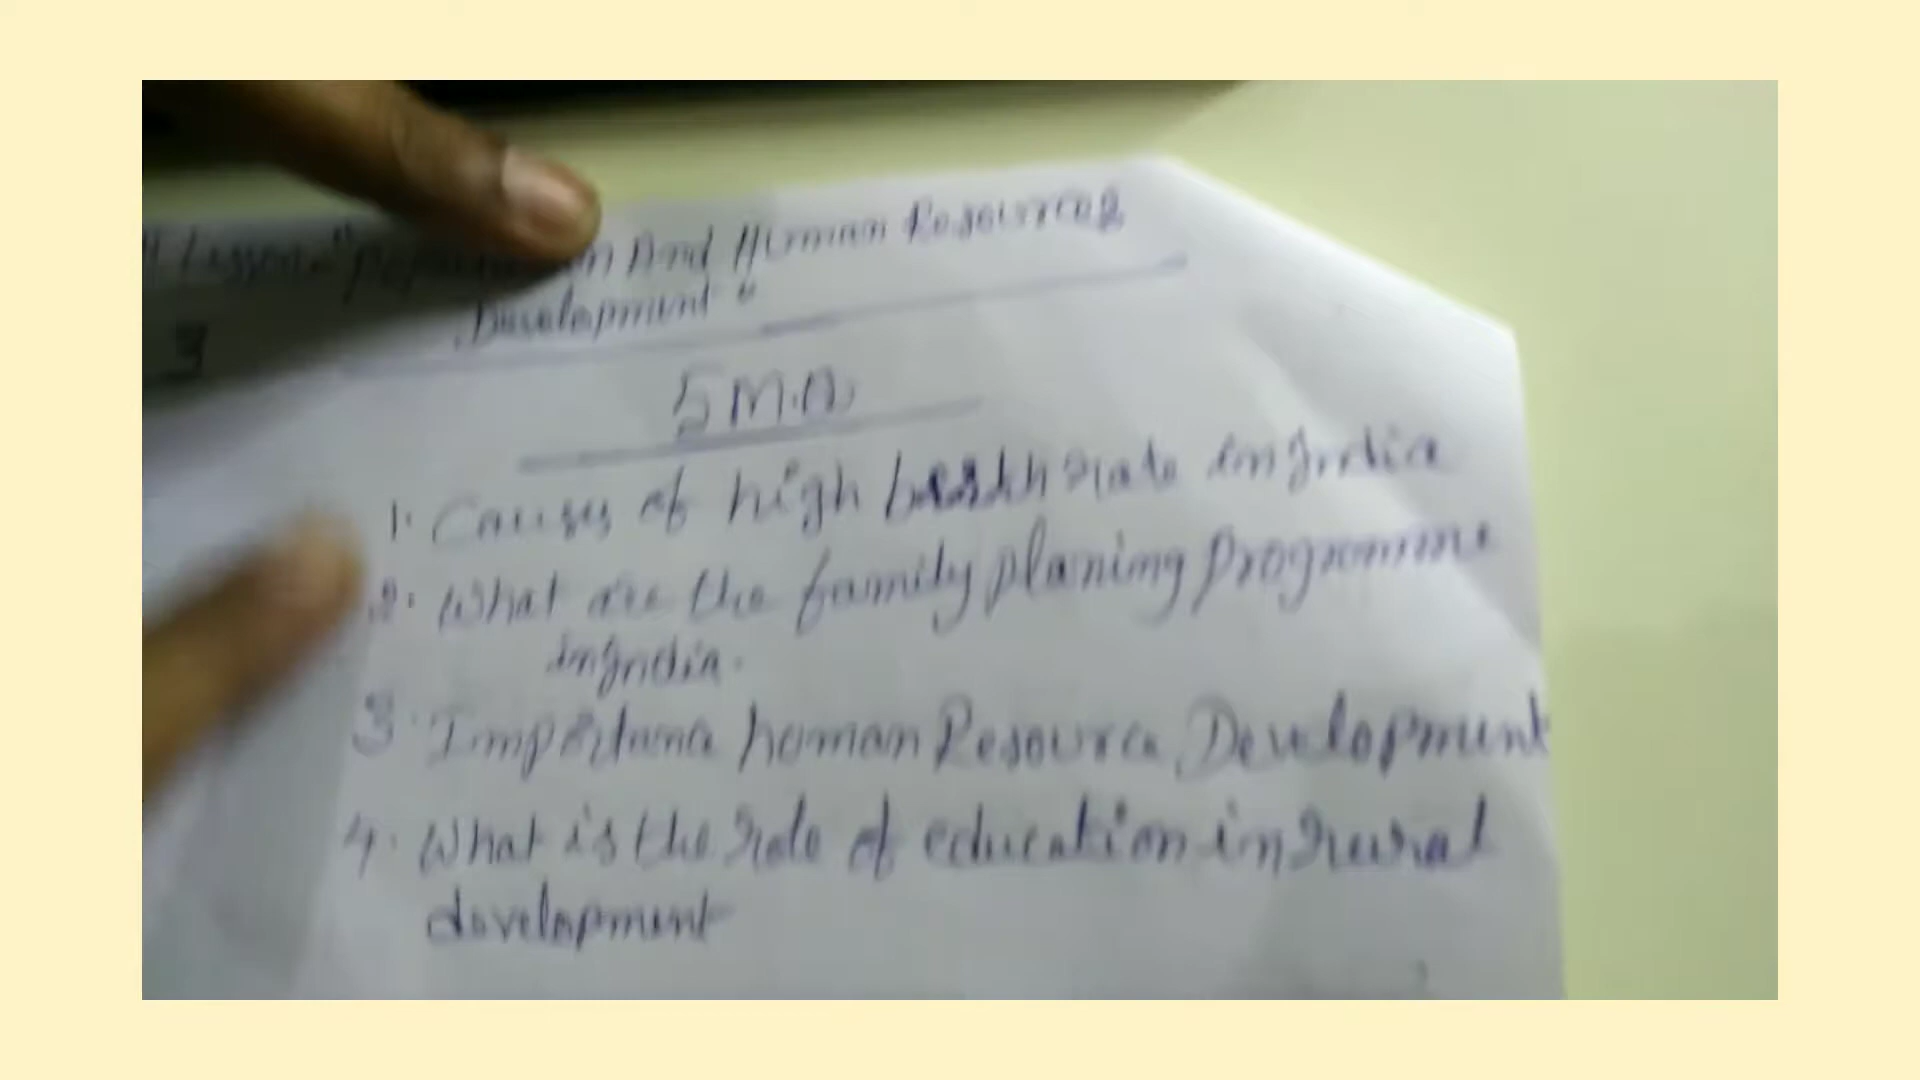 Lesson "Population And Human Resources
3
Development"
5 M.Q
1. Causes of high birth rate in India
2. What are the family planing programme
in India.
3. Importance human Resource Development
4. What is the role of education in rural
development